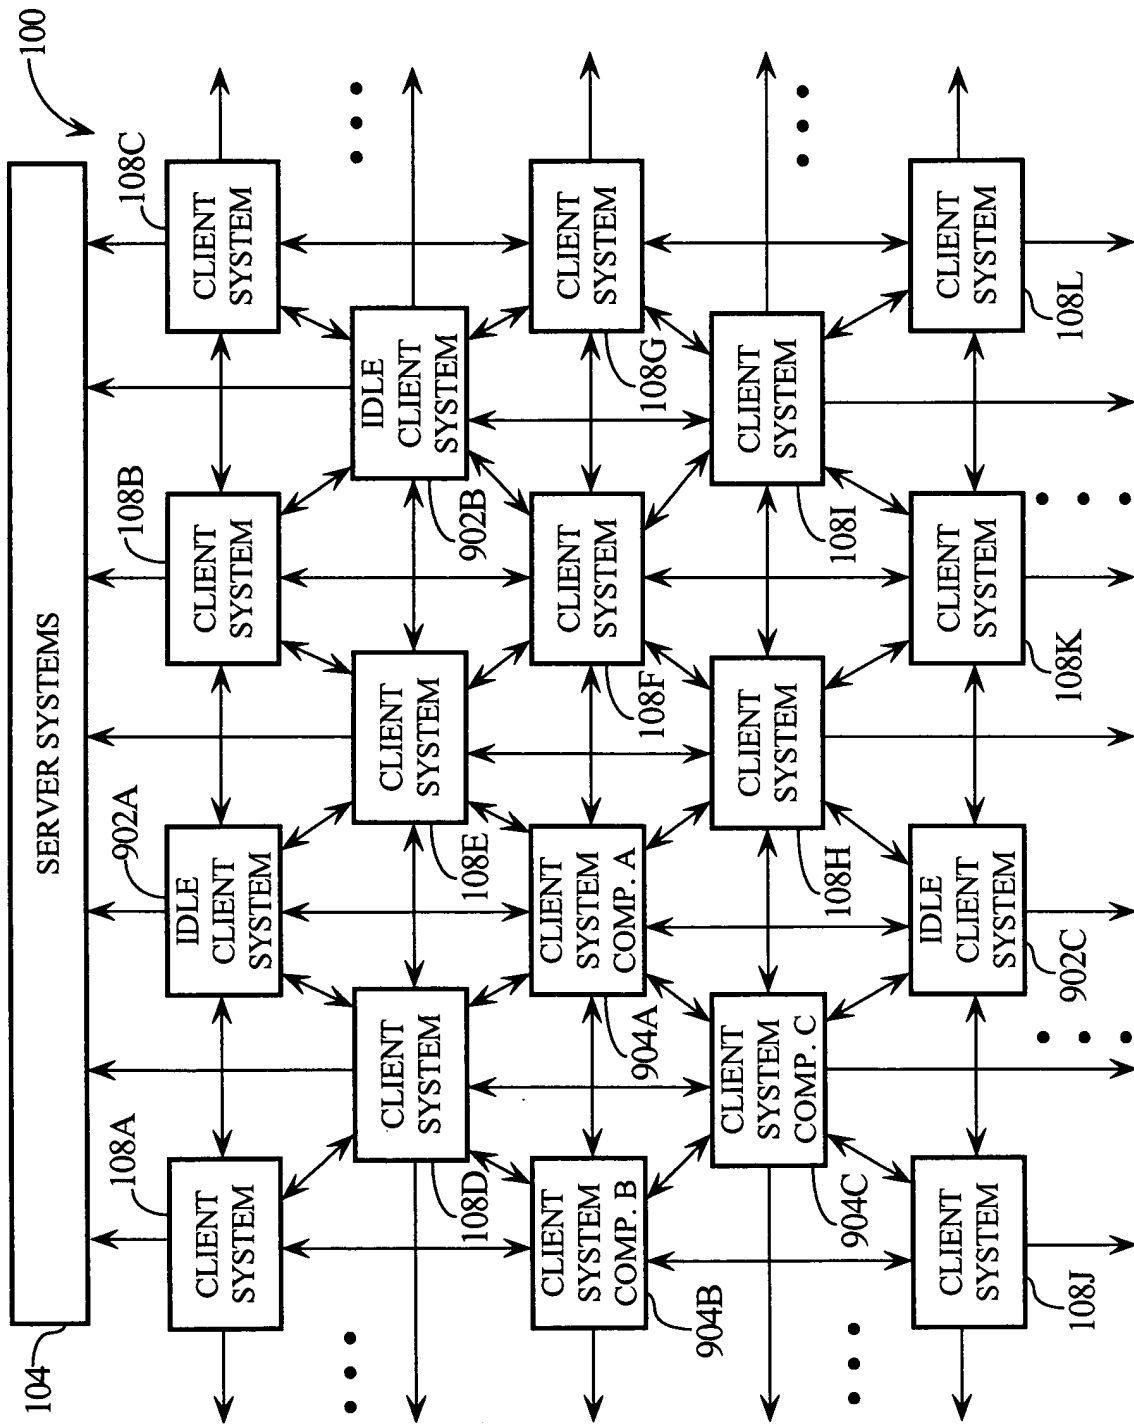 100
104
SERVER SYSTEMS
108A
902A
108B
108C
CLIENT
SYSTEM
IDLE
CLIENT
SYSTEM
CLIENT
SYSTEM
CLIENT
SYSTEM
CLIENT
SYSTEM
CLIENT
SYSTEM
IDLE
CLIENT
SYSTEM
108D
108E
902B
CLIENT
SYSTEM
COMP. B
CLIENT
SYSTEM
COMP. A
CLIENT
SYSTEM
CLIENT
SYSTEM
904B
904A
108F
108G
CLIENT
SYSTEM
COMP. C
CLIENT
SYSTEM
CLIENT
SYSTEM
904C
108H
108I
CLIENT
SYSTEM
IDLE
CLIENT
SYSTEM
CLIENT
SYSTEM
CLIENT
SYSTEM
108J
902C
108K
108L